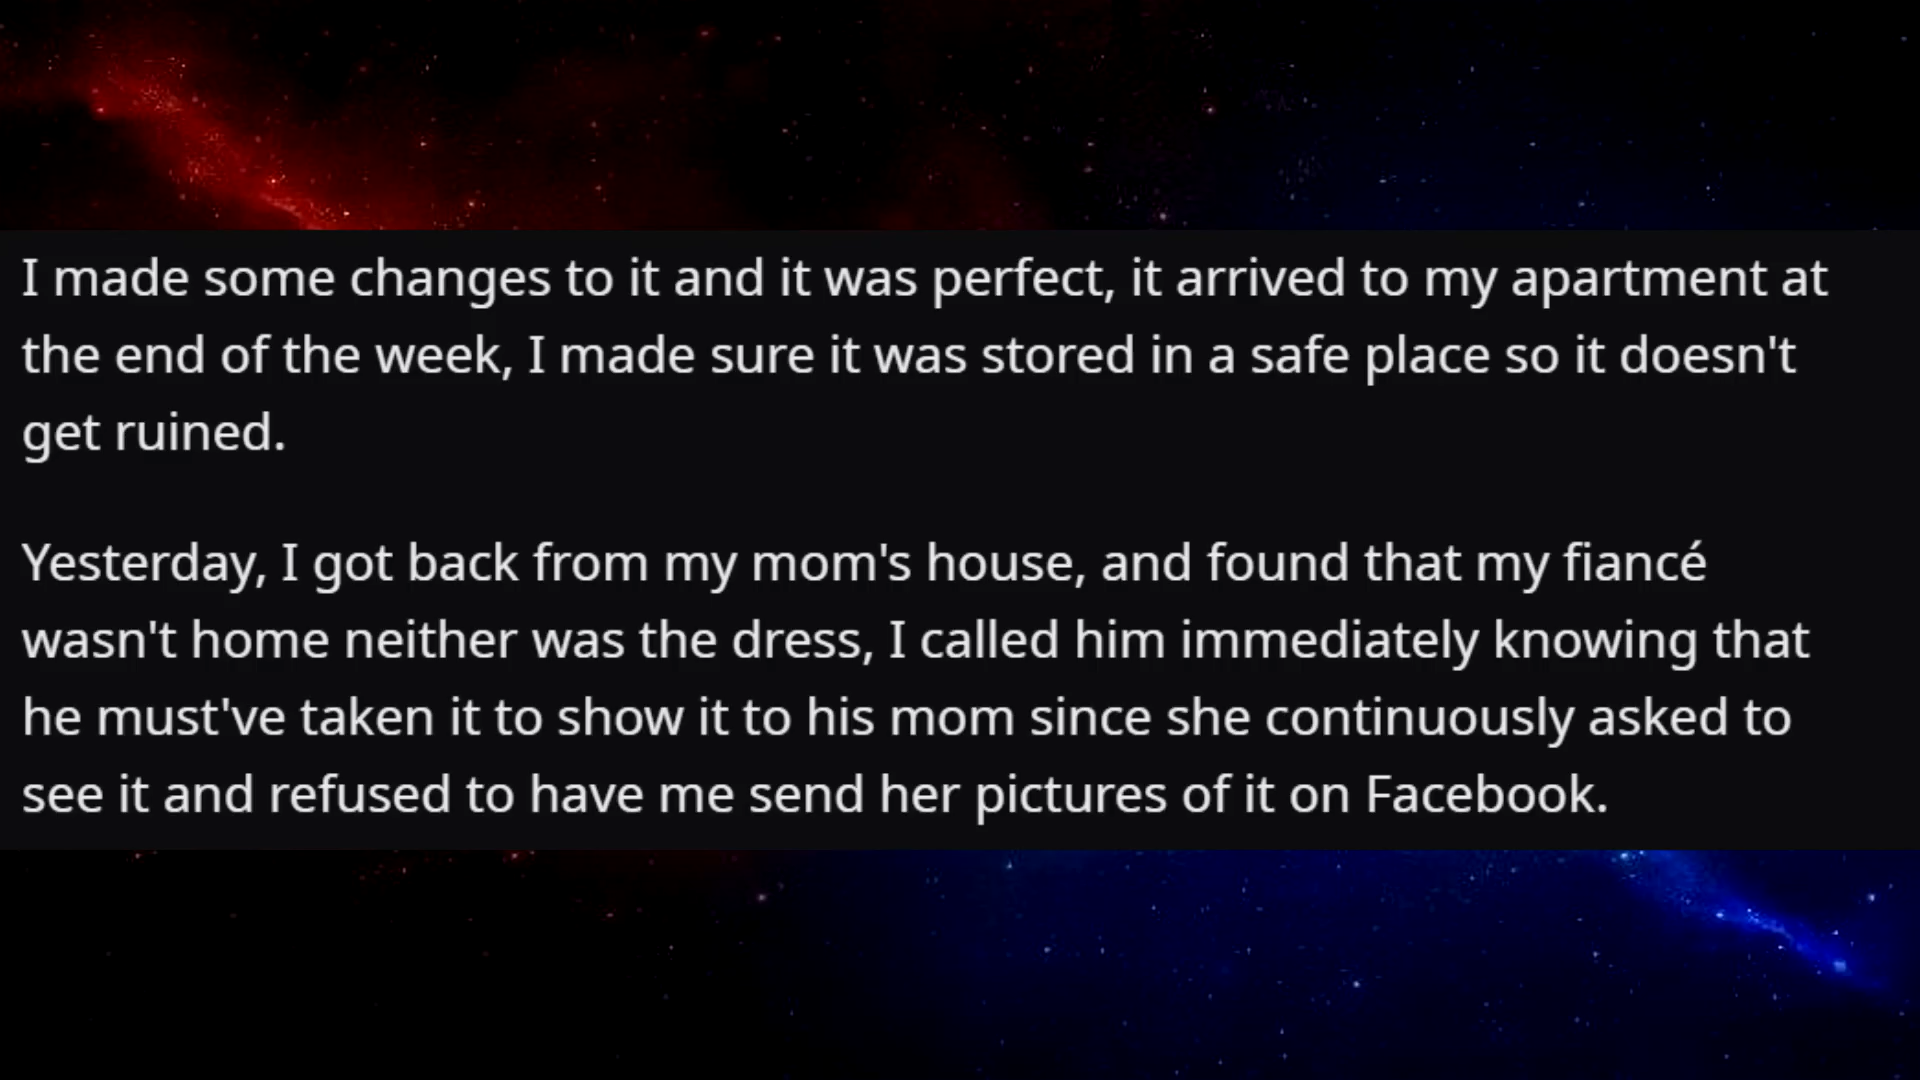 I made some changes to it and it was perfect, it arrived to my apartment at
the end of the week, I made sure it was stored in a safe place so it doesn't
get ruined.
Yesterday, I got back from my mom's house, and found that my fiancé
wasn't home neither was the dress, I called him immediately knowing that
he must've taken it to show it to his mom since she continuously asked to
see it and refused to have me send her pictures of it on Facebook.